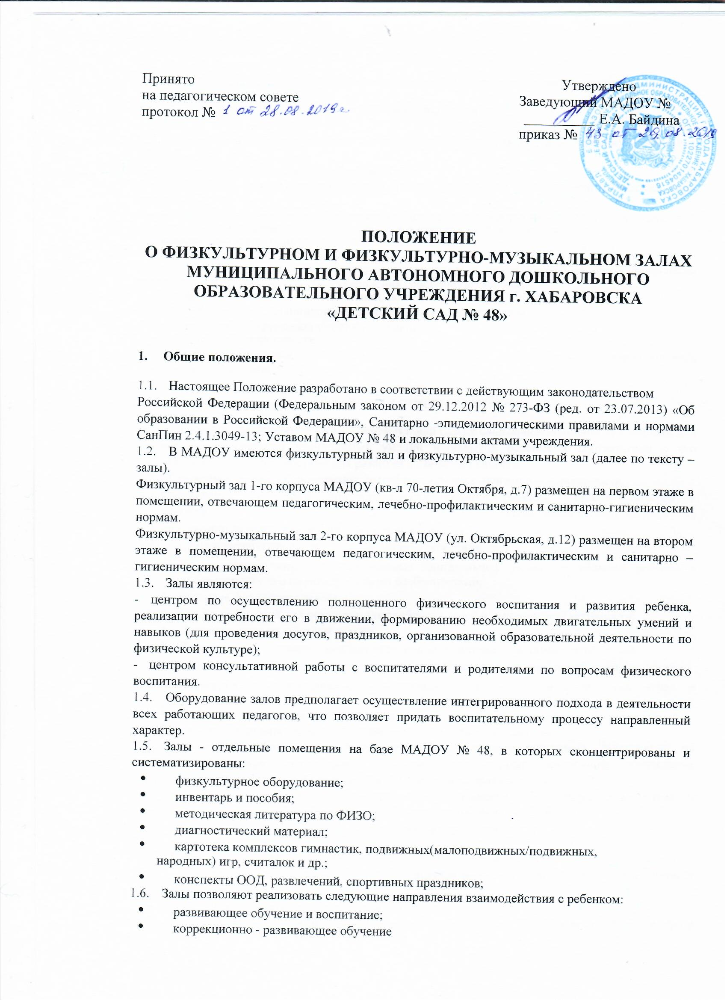 Принято
на педагогическом совете
протокол № 1 от 28.08.2019г.
Утверждено
Заведующий МАДОУ №
___________ Е.А. Байдина
приказ № 43 от 29.08.2019
ПОЛОЖЕНИЕ
О ФИЗКУЛЬТУРНОМ И ФИЗКУЛЬТУРНО-МУЗЫКАЛЬНОМ ЗАЛАХ
МУНИЦИПАЛЬНОГО АВТОНОМНОГО ДОШКОЛЬНОГО
ОБРАЗОВАТЕЛЬНОГО УЧРЕЖДЕНИЯ г. ХАБАРОВСКА
«ДЕТСКИЙ САД № 48»
1. Общие положения.
1.1. Настоящее Положение разработано в соответствии с действующим законодательством
Российской Федерации (Федеральным законом от 29.12.2012 № 273-ФЗ (ред. от 23.07.2013) «Об
образовании в Российской Федерации», Санитарно -эпидемиологическими правилами и нормами
СанПин 2.4.1.3049-13; Уставом МАДОУ № 48 и локальными актами учреждения.
1.2. В МАДОУ имеются физкультурный зал и физкультурно-музыкальный зал (далее по тексту –
залы).
Физкультурный зал 1-го корпуса МАДОУ (кв-л 70-летия Октября, д.7) размещен на первом этаже в
помещении, отвечающем педагогическим, лечебно-профилактическим и санитарно-гигиеническим
нормам.
Физкультурно-музыкальный зал 2-го корпуса МАДОУ (ул. Октябрьская, д.12) размещен на втором
этаже в помещении, отвечающем педагогическим, лечебно-профилактическим и санитарно –
гигиеническим нормам.
1.3. Залы являются:
- центром по осуществлению полноценного физического воспитания и развития ребенка,
реализации потребности его в движении, формированию необходимых двигательных умений и
навыков (для проведения досугов, праздников, организованной образовательной деятельности по
физической культуре);
- центром консультативной работы с воспитателями и родителями по вопросам физического
воспитания.
1.4. Оборудование залов предполагает осуществление интегрированного подхода в деятельности
всех работающих педагогов, что позволяет придать воспитательному процессу направленный
характер.
1.5. Залы - отдельные помещения на базе МАДОУ № 48, в которых сконцентрированы и
систематизированы:
• физкультурное оборудование;
• инвентарь и пособия;
• методическая литература по ФИЗО;
• диагностический материал;
• картотека комплексов гимнастик, подвижных(малоподвижных/подвижных,
народных) игр, считалок и др.;
• конспекты ООД, развлечений, спортивных праздников;
1.6. Залы позволяют реализовать следующие направления взаимодействия с ребенком:
• развивающее обучение и воспитание;
• коррекционно - развивающее обучение